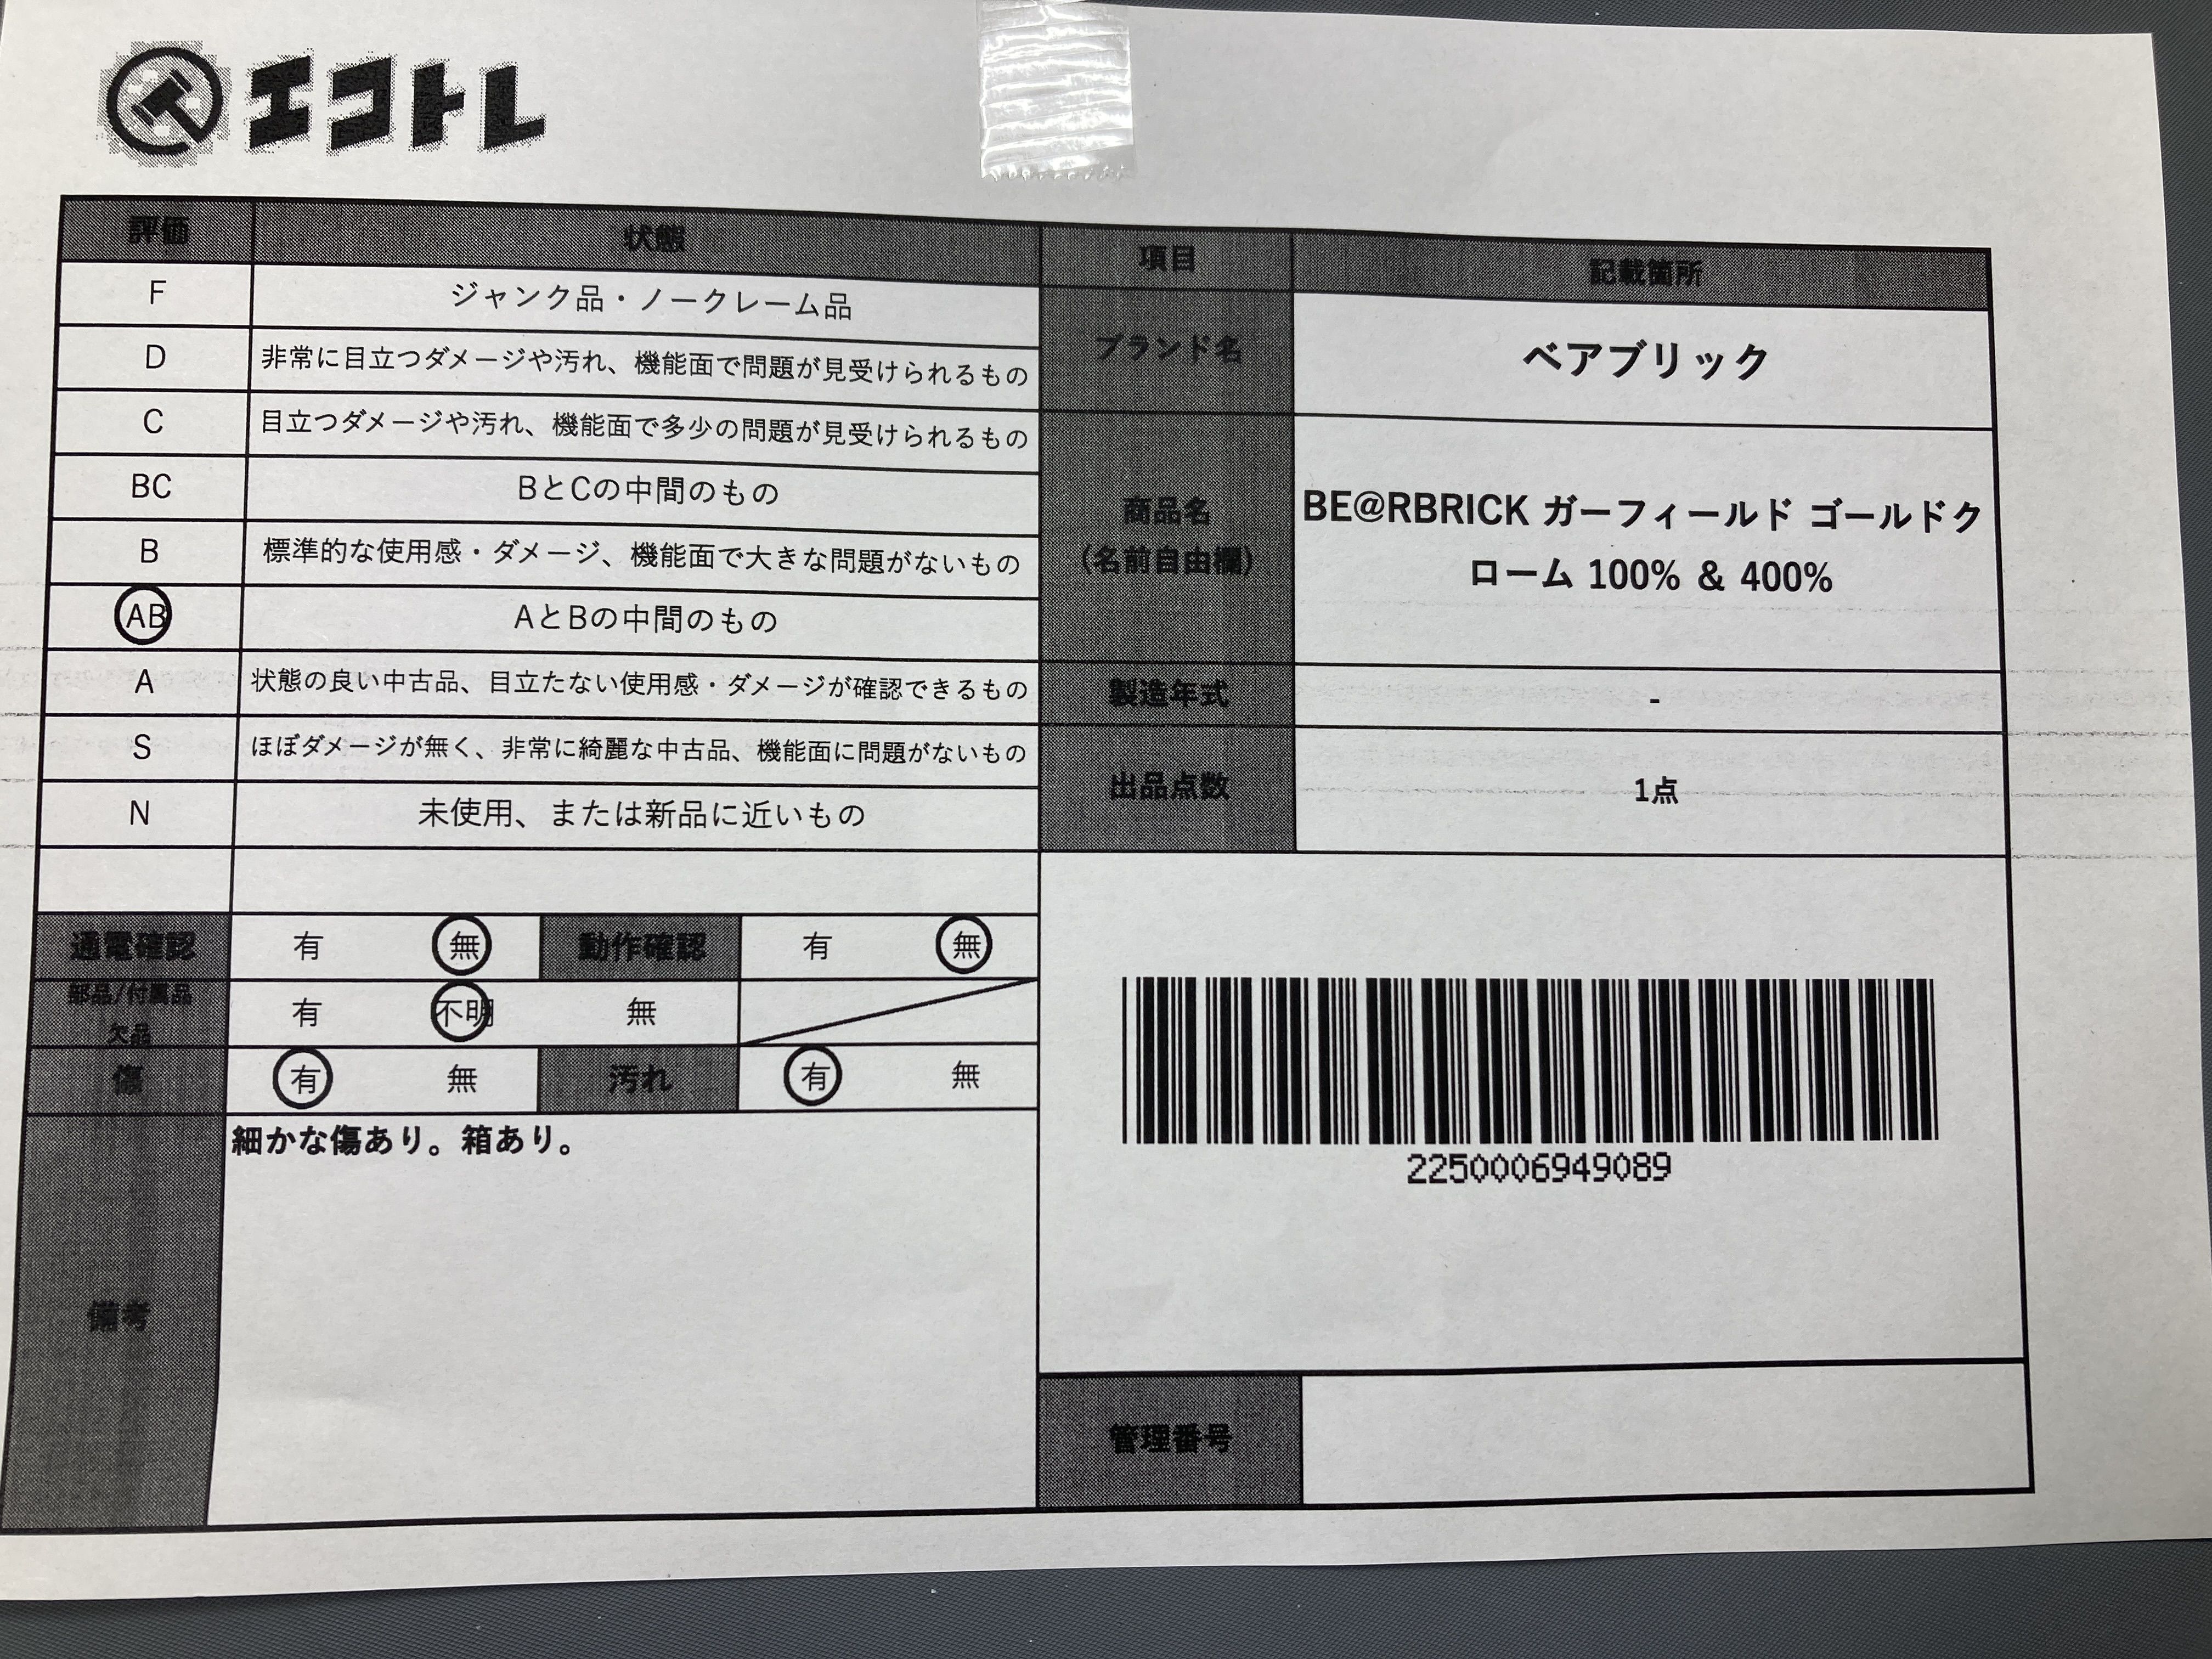 エコトレ
評価 状態
F ジャンク品・ノークレーム品
D 非常に目立つダメージや汚れ、機能面で問題が見受けられるもの
C 目立つダメージや汚れ、機能面で多少の問題が見受けられるもの
BC BとCの中間のもの
B 標準的な使用感・ダメージ、機能面で大きな問題がないもの
AB AとBの中間のもの
A 状態の良い中古品、目立たない使用感・ダメージが確認できるもの
S ほぼダメージが無く、非常に綺麗な中古品、機能面に問題がないもの
N 未使用、または新品に近いもの
通電確認 有 無 動作確認 有 無
部品/付属品
欠品
有 不明 無
傷 有 無 汚れ 有 無
備考
細かな傷あり。箱あり。
項目 記載箇所
ブランド名 ベアブリック
商品名
(名前自由欄)
BE@RBRICK ガーフィールド ゴールドク
ローム 100% & 400%
製造年式 -
出品点数 1点
2250006949089
管理番号